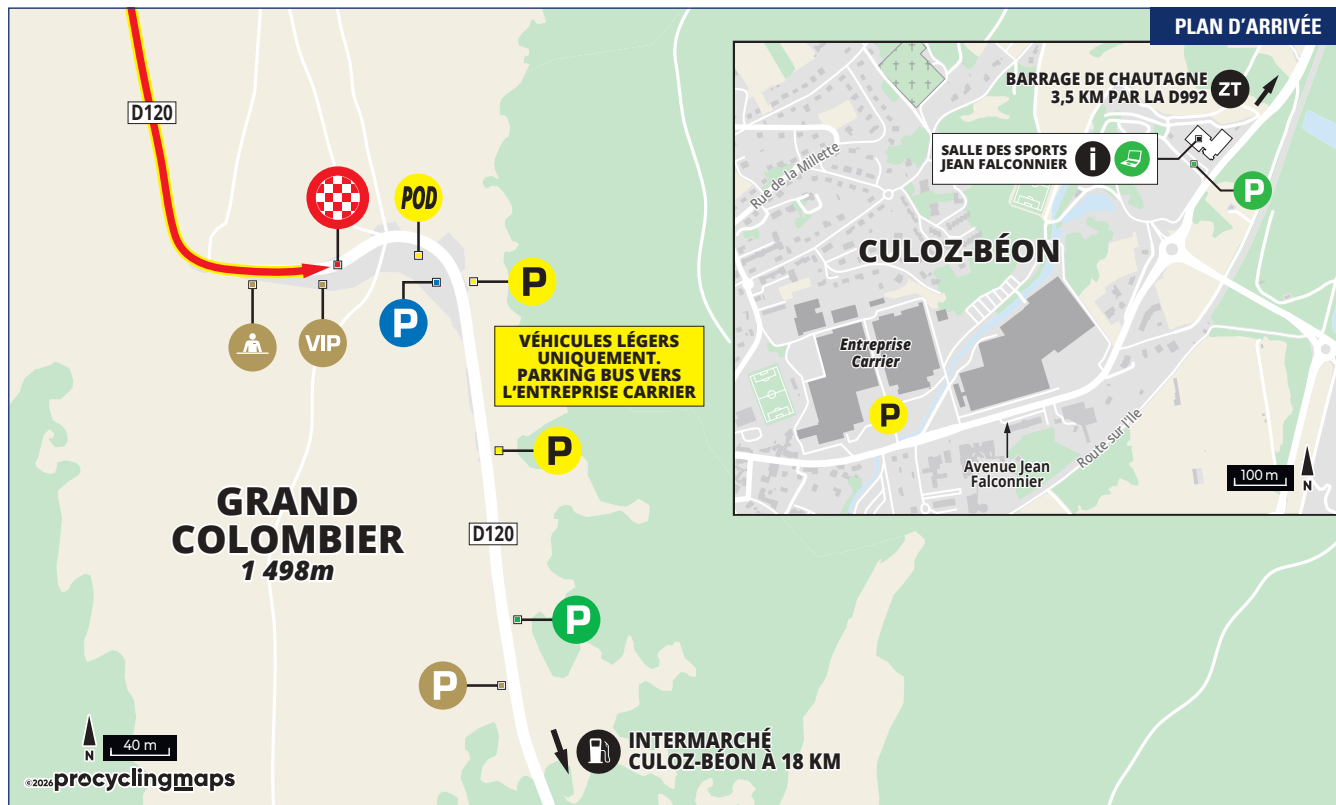 PLAN D'ARRIVÉE
D120
POD
P
P
VIP
VÉHICULES LÉGERS
UNIQUEMENT.
PARKING BUS VERS
L'ENTREPRISE CARRIER
P
GRAND
COLOMBIER
1 498m
D120
P
P
INTERMARCHÉ
CULOZ-BÉON À 18 KM
N
40 m
©2026 procyclingmaps
BARRAGE DE CHAUTAGNE
3,5 KM PAR LA D992
ZT
SALLE DES SPORTS
JEAN FALCONNIER
i
P
Rue de la Millette
CULOZ-BÉON
Entreprise
Carrier
P
Avenue Jean
Falconnier
Route sur l'Ile
100 m
N